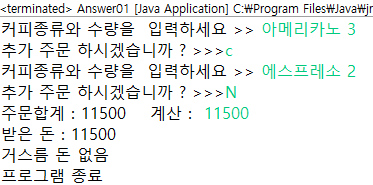 <terminated> Answer01 [Java Application] C:\Program Files\Java\jr
커피종류와 수량을 입력하세요 >> 아메리카노 3
추가 주문 하시겠습니까 ? >>>c
커피종류와 수량을 입력하세요 >> 에스프레소 2
추가 주문 하시겠습니까 ? >>>N
주문합계 : 11500 계산 : 11500
받은 돈 : 11500
거스름 돈 없음
프로그램 종료